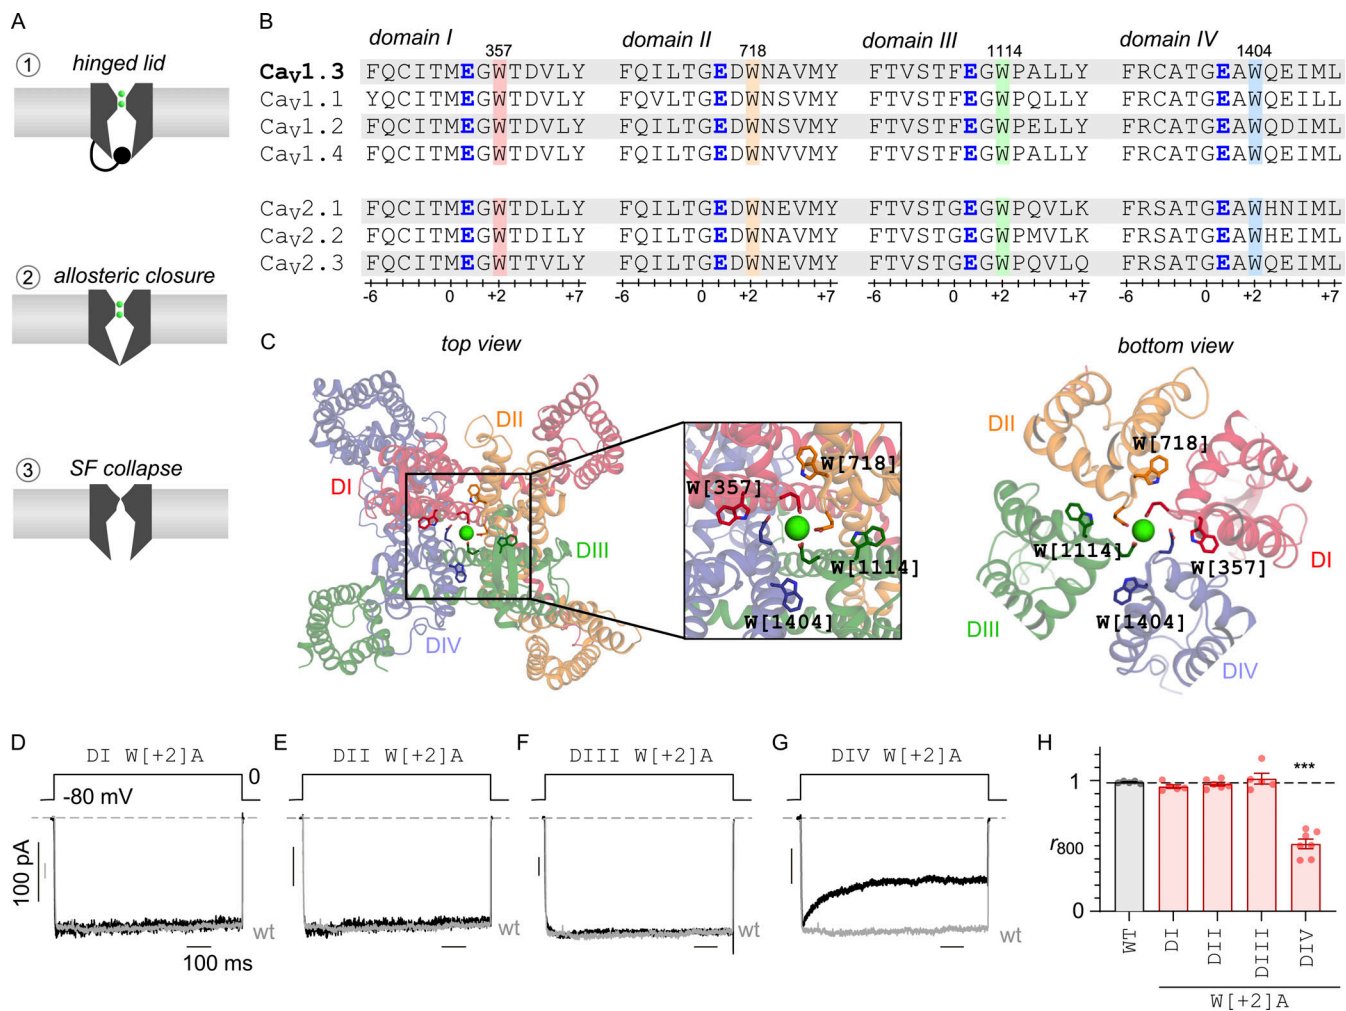 A
① hinged lid
② allosteric closure
③ SF collapse
B
domain I domain II domain III domain IV
357 718 1114 1404
CaV1.3 FQCITMEGWTDVLY FQILTGEDWNAVMY FTVSTFEGWPALLY FRCATGEAWQEIML
CaV1.1 YQCITMEGWTDVLY FQVLTGEDWNSVMY FTVSTFEGWPQLLY FRCATGEAWQEILL
CaV1.2 FQCITMEGWTDVLY FQILTGEDWNSVMY FTVSTFEGWPELLY FRCATGEAWQDIML
CaV1.4 FQCITMEGWTDVLY FQILTGEDWNVVMY FTVSTFEGWPALLY FRCATGEAWQEIML
CaV2.1 FQCITMEGWTDLLY FQILTGEDWNEVMY FTVSTGEGWPQVLK FRSATGEAWHNIML
CaV2.2 FQCITMEGWTDILY FQILTGEDWNAVMY FTVSTGEGWPMVLK FRSATGEAWHEIML
CaV2.3 FQCITMEGWTTVLY FQILTGEDWNEVMY FTVSTGEGWPQVLQ FRSATGEAWQEIML
-6 0 +2 +7 -6 0 +2 +7 -6 0 +2 +7 -6 0 +2 +7
C
top view
DI
DII
DIII
DIV
W[718]
W[357]
W[1114]
W[1404]
bottom view
DII
W[718]
W[1114]
W[357]
DI
W[1404]
DIII
DIV
D
DI W[+2]A
0
-80 mV
100 pA
wt
100 ms
E
DII W[+2]A
wt
F
DIII W[+2]A
wt
G
DIV W[+2]A
wt
H
***
1
r800
0
WT DI DII DIII DIV
W[+2]A